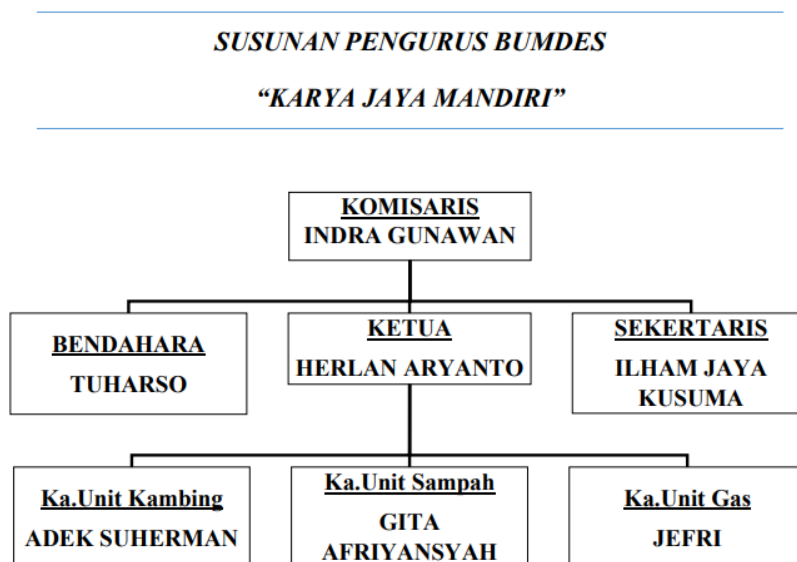 SUSUNAN PENGURUS BUMDES
“KARYA JAYA MANDIRI”
KOMISARIS
INDRA GUNAWAN
BENDAHARA
TUHARSO
KETUA
HERLAN ARYANTO
SEKERTARIS
ILHAM JAYA
KUSUMA
Ka.Unit Kambing
ADEK SUHERMAN
Ka.Unit Sampah
GITA
AFRIYANSYAH
Ka.Unit Gas
JEFRI